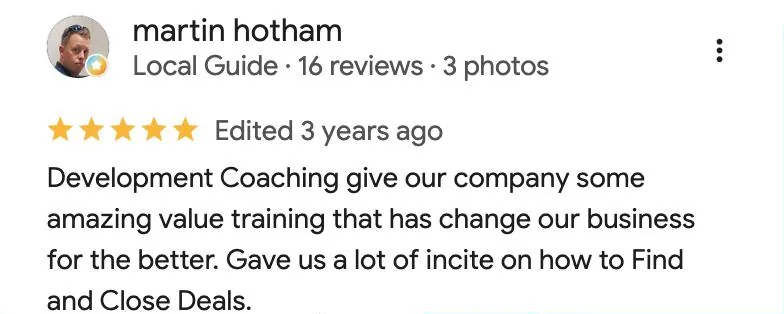 martin hotham
Local Guide · 16 reviews · 3 photos
Edited 3 years ago
Development Coaching give our company some
amazing value training that has change our business
for the better. Gave us a lot of incite on how to Find
and Close Deals.